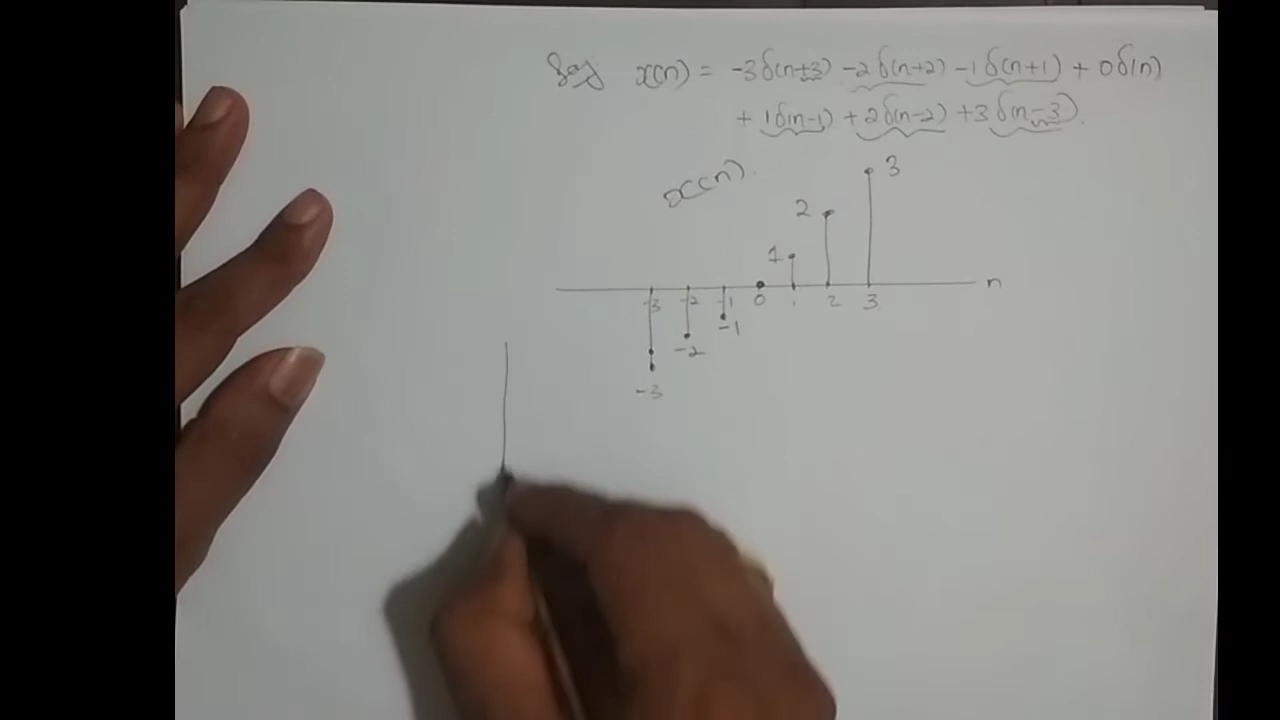 Say x(n) = -3δ(n+3) -2δ(n+2) -1δ(n+1) + 0δ(n)
+ 1δ(n-1) + 2δ(n-2) +3δ(n-3).
x(n).
3
2
1
-3 -2 -1 0 1 2 3 n
-1
-2
-3